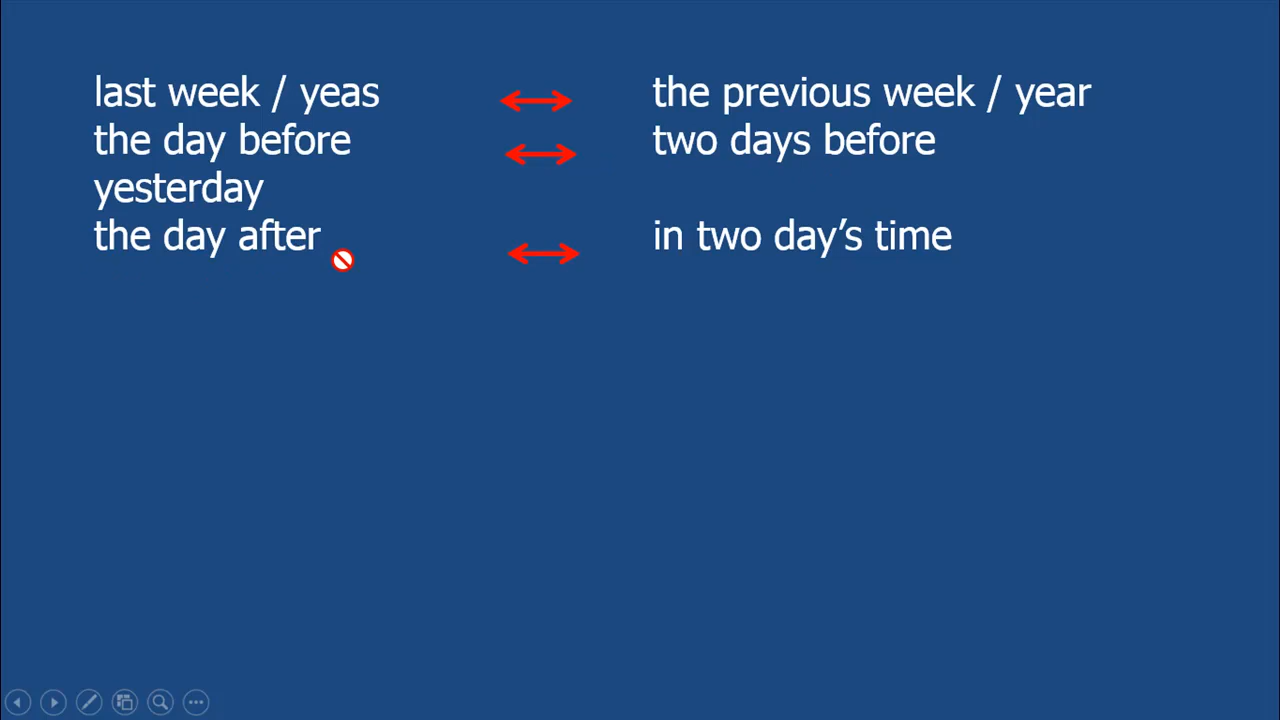 last week / yeas the previous week / year
the day before two days before
yesterday
the day after in two day’s time